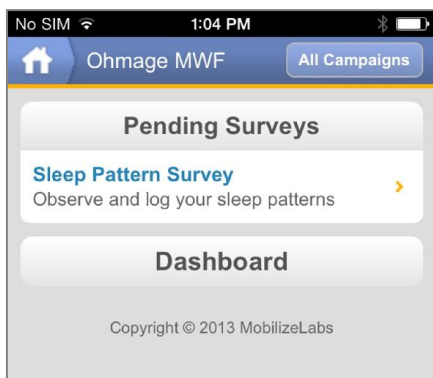 No SIM 1:04 PM
Ohmage MWF All Campaigns
Pending Surveys
Sleep Pattern Survey
Observe and log your sleep patterns
Dashboard
Copyright © 2013 MobilizeLabs